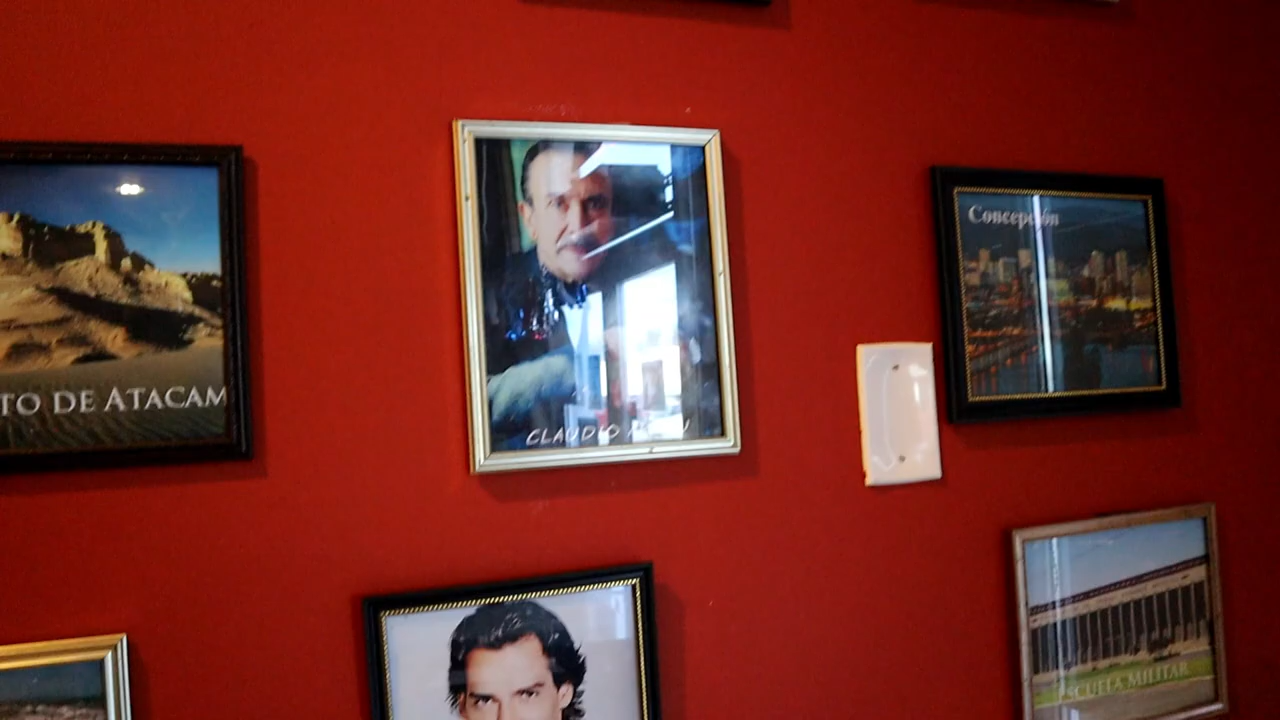 TO DE ATACAM
CLAUDIO
Concepción
ESCUELA MILITAR